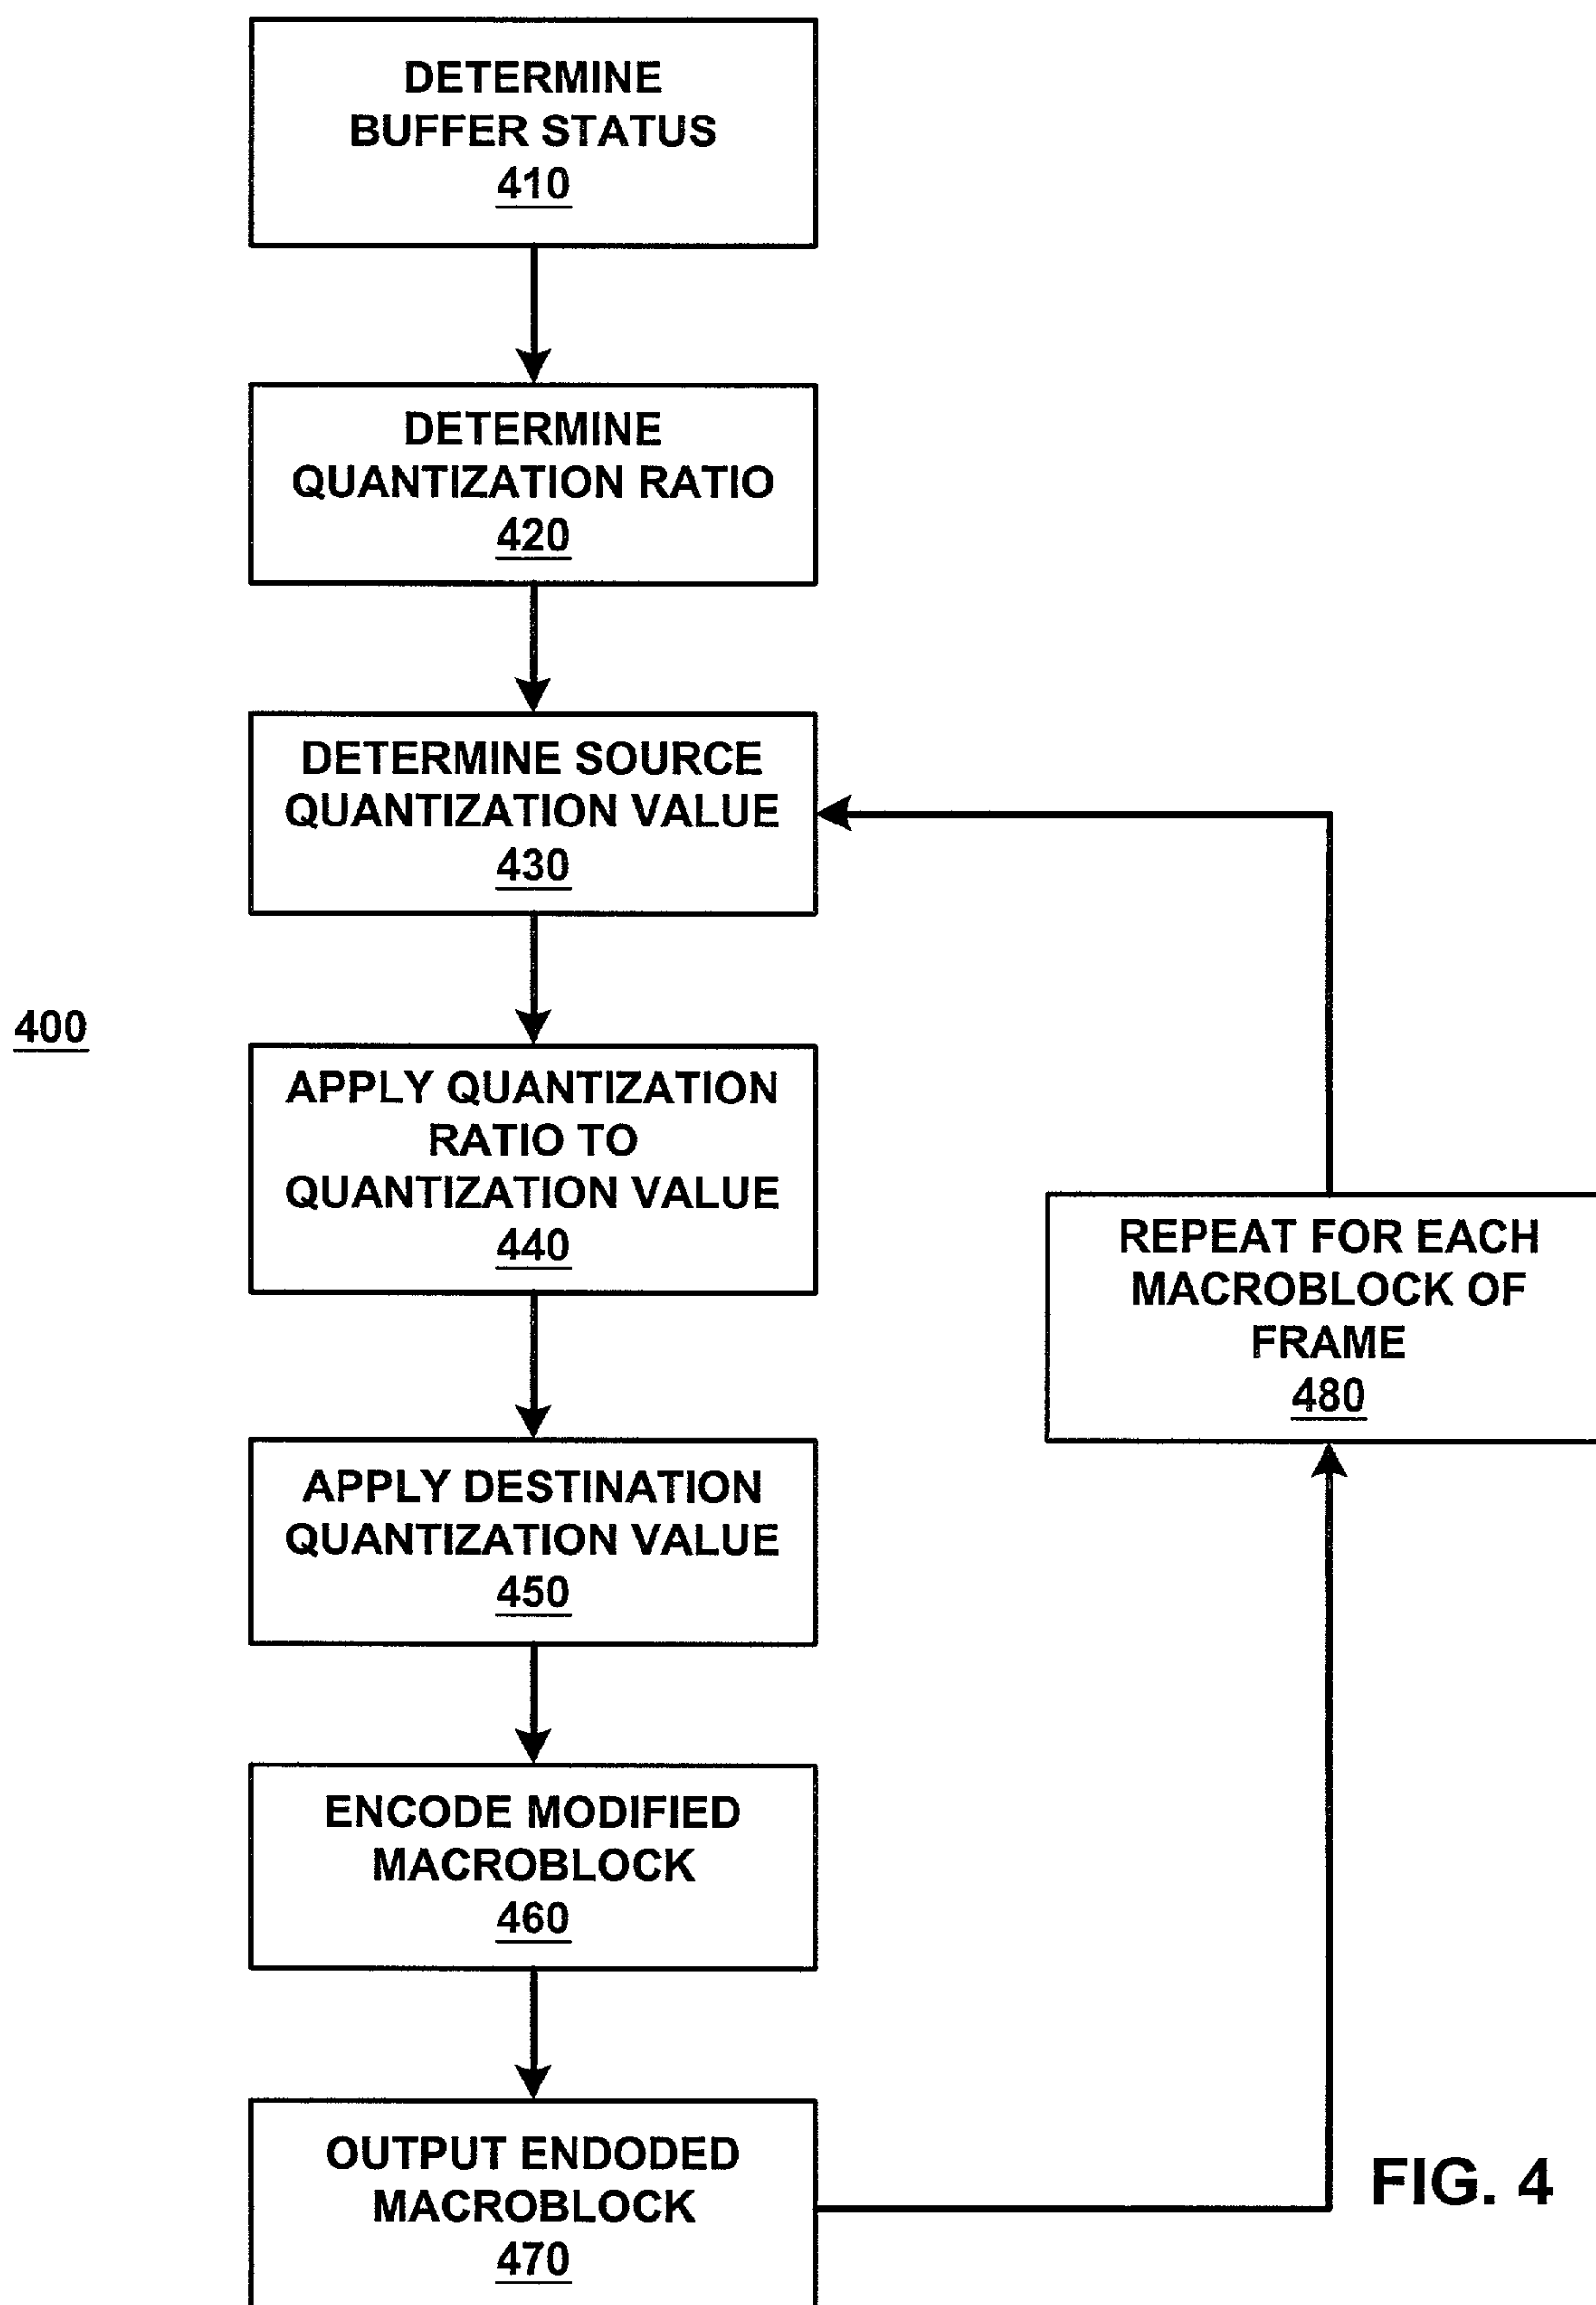 DETERMINE
BUFFER STATUS
410
DETERMINE
QUANTIZATION RATIO
420
DETERMINE SOURCE
QUANTIZATION VALUE
430
400
APPLY QUANTIZATION
RATIO TO
QUANTIZATION VALUE
440
REPEAT FOR EACH
MACROBLOCK OF
FRAME
480
APPLY DESTINATION
QUANTIZATION VALUE
450
ENCODE MODIFIED
MACROBLOCK
460
OUTPUT ENDODED
MACROBLOCK
470
FIG. 4